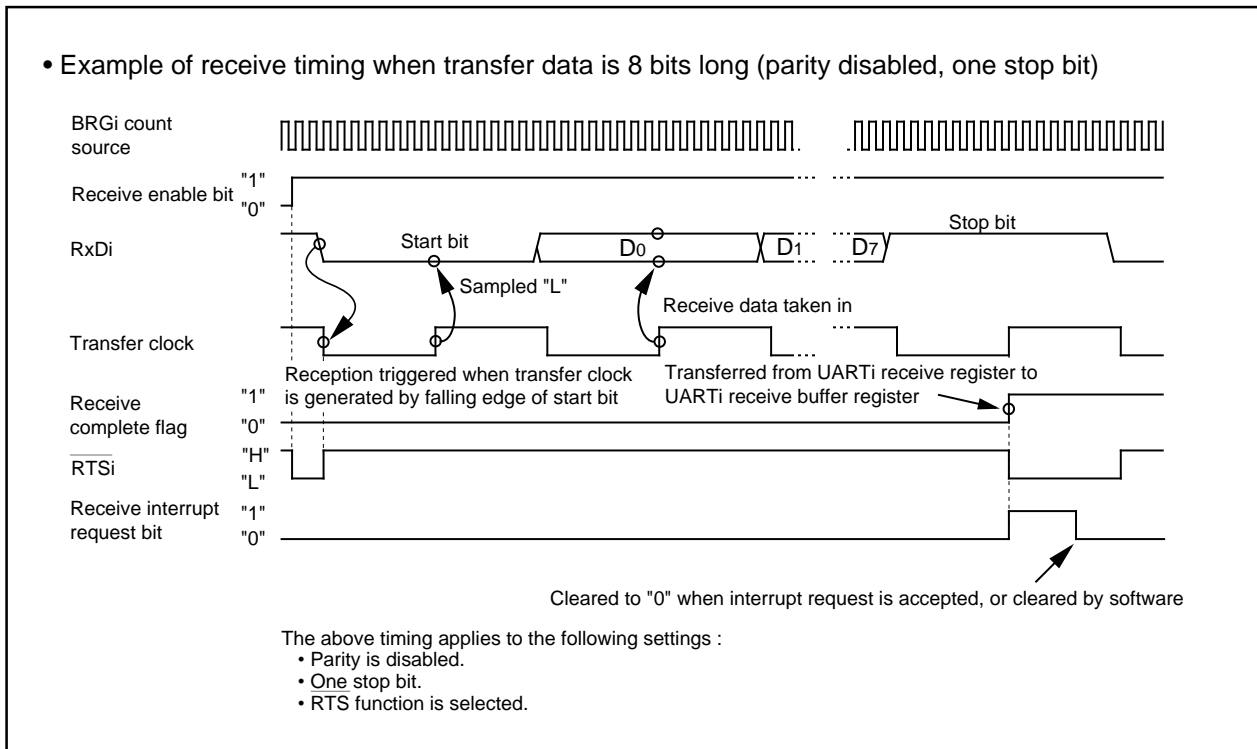 • Example of receive timing when transfer data is 8 bits long (parity disabled, one stop bit)
BRGi count
source
Receive enable bit
"1"
"0"
RxDi
Start bit
D0
D1
D7
Stop bit
Sampled "L"
Receive data taken in
Transfer clock
Reception triggered when transfer clock
is generated by falling edge of start bit
Transferred from UARTi receive register to
UARTi receive buffer register
Receive
complete flag
"1"
"0"
RTSi
"H"
"L"
Receive interrupt
request bit
"1"
"0"
Cleared to "0" when interrupt request is accepted, or cleared by software
The above timing applies to the following settings :
• Parity is disabled.
• One stop bit.
• RTS function is selected.